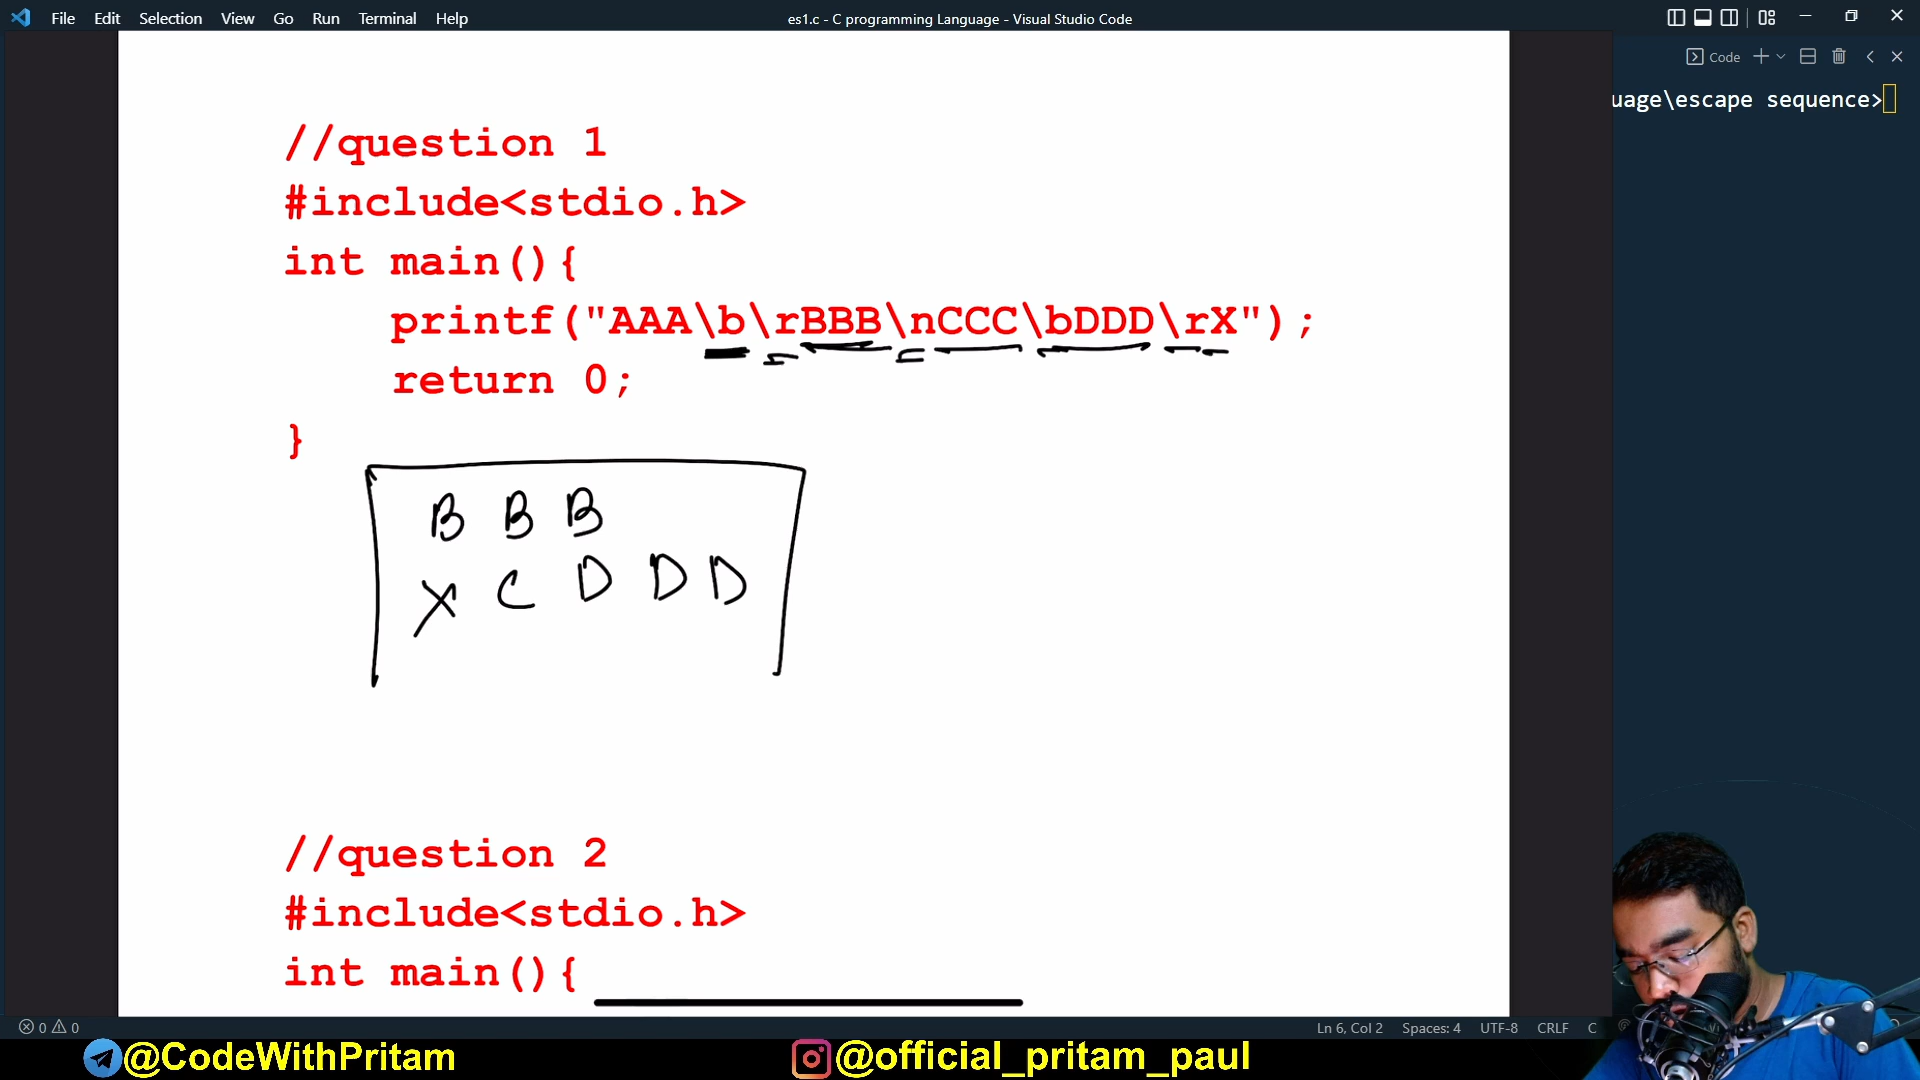 File Edit Selection View Go Run Terminal Help
es1.c - C programming Language - Visual Studio Code
Code
uage\escape sequence>
//question 1
#include<stdio.h>
int main(){
printf("AAA\b\rBBB\nCCC\bDDD\rX");
return 0;
}
B B B
X C D D D
//question 2
#include<stdio.h>
int main(){
0 0
Ln 6, Col 2 Spaces: 4 UTF-8 CRLF C
@CodeWithPritam
@official_pritam_paul